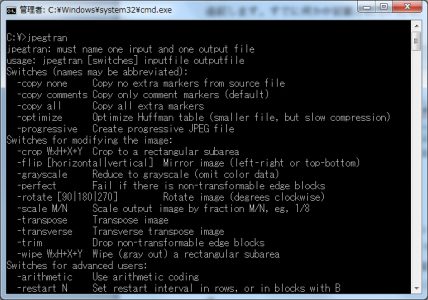 管理者: C:¥Windows¥system32¥cmd.exe
C:¥>jpegtran
jpegtran: must name one input and one output file
usage: jpegtran [switches] inputfile outputfile
Switches (names may be abbreviated):
-copy none Copy no extra markers from source file
-copy comments Copy only comment markers (default)
-copy all Copy all extra markers
-optimize Optimize Huffman table (smaller file, but slow compression)
-progressive Create progressive JPEG file
Switches for modifying the image:
-crop WxH+X+Y Crop to a rectangular subarea
-flip [horizontal|vertical] Mirror image (left-right or top-bottom)
-grayscale Reduce to grayscale (omit color data)
-perfect Fail if there is non-transformable edge blocks
-rotate [90|180|270] Rotate image (degrees clockwise)
-scale M/N Scale output image by fraction M/N, eg, 1/8
-transpose Transpose image
-transverse Transverse transpose image
-trim Drop non-transformable edge blocks
-wipe WxH+X+Y Wipe (gray out) a rectangular subarea
Switches for advanced users:
-arithmetic Use arithmetic coding
-restart N Set restart interval in rows, or in blocks with B